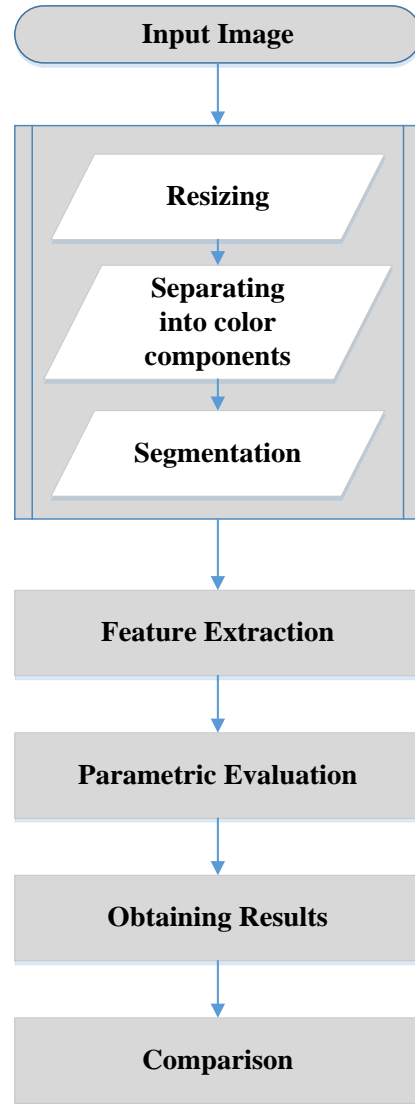 Input Image
Resizing
Separating
into color
components
Segmentation
Feature Extraction
Parametric Evaluation
Obtaining Results
Comparison